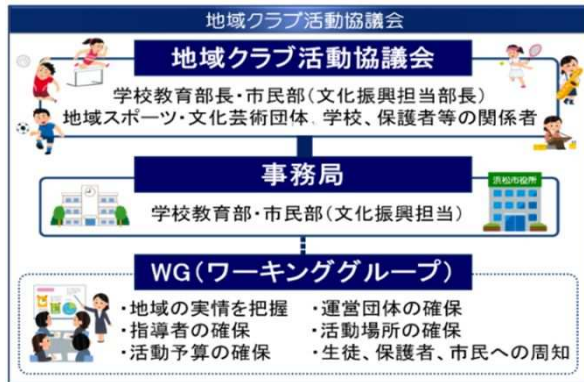 地域クラブ活動協議会
地域クラブ活動協議会
学校教育部長・市民部（文化振興担当部長）
地域スポーツ・文化芸術団体、学校、保護者等の関係者
事務局
浜松市役所
学校教育部・市民部（文化振興担当）
WG（ワーキンググループ）
・地域の実情を把握
・運営団体の確保
・指導者の確保
・活動場所の確保
・活動予算の確保
・生徒、保護者、市民への周知